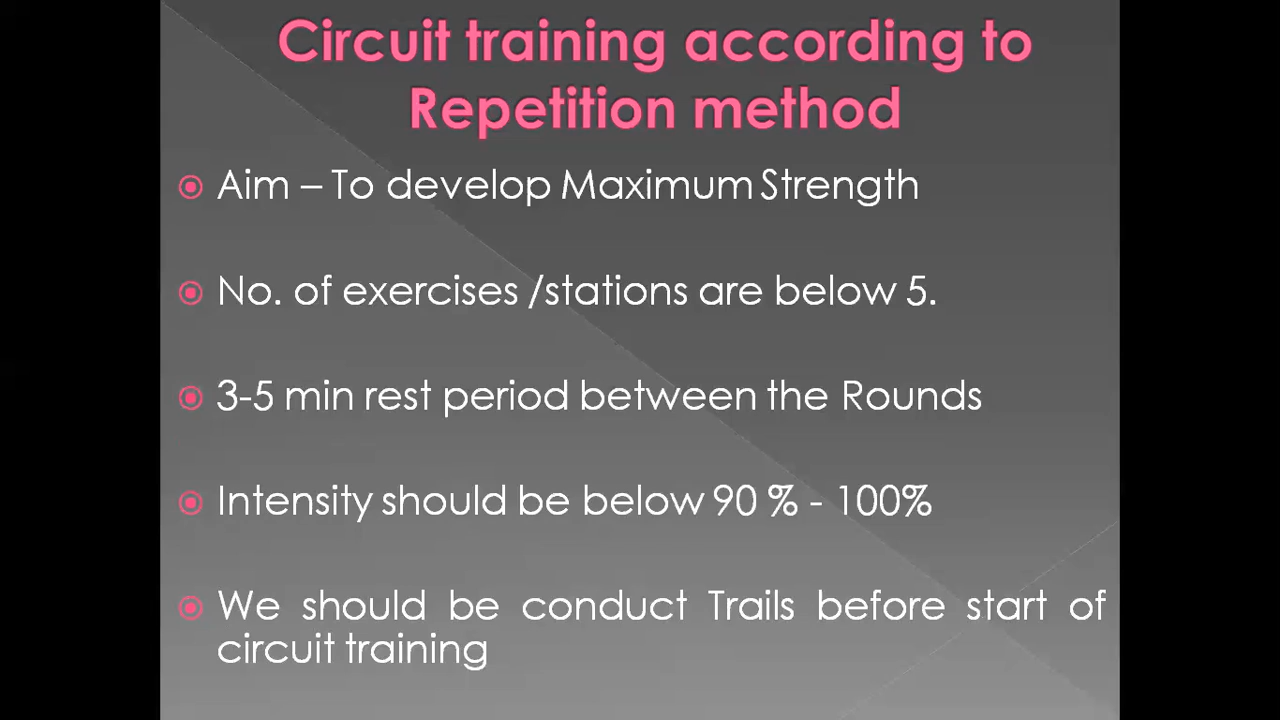 Circuit training according to
Repetition method
Aim – To develop Maximum Strength
No. of exercises /stations are below 5.
3-5 min rest period between the Rounds
Intensity should be below 90 % - 100%
We should be conduct Trails before start of
circuit training